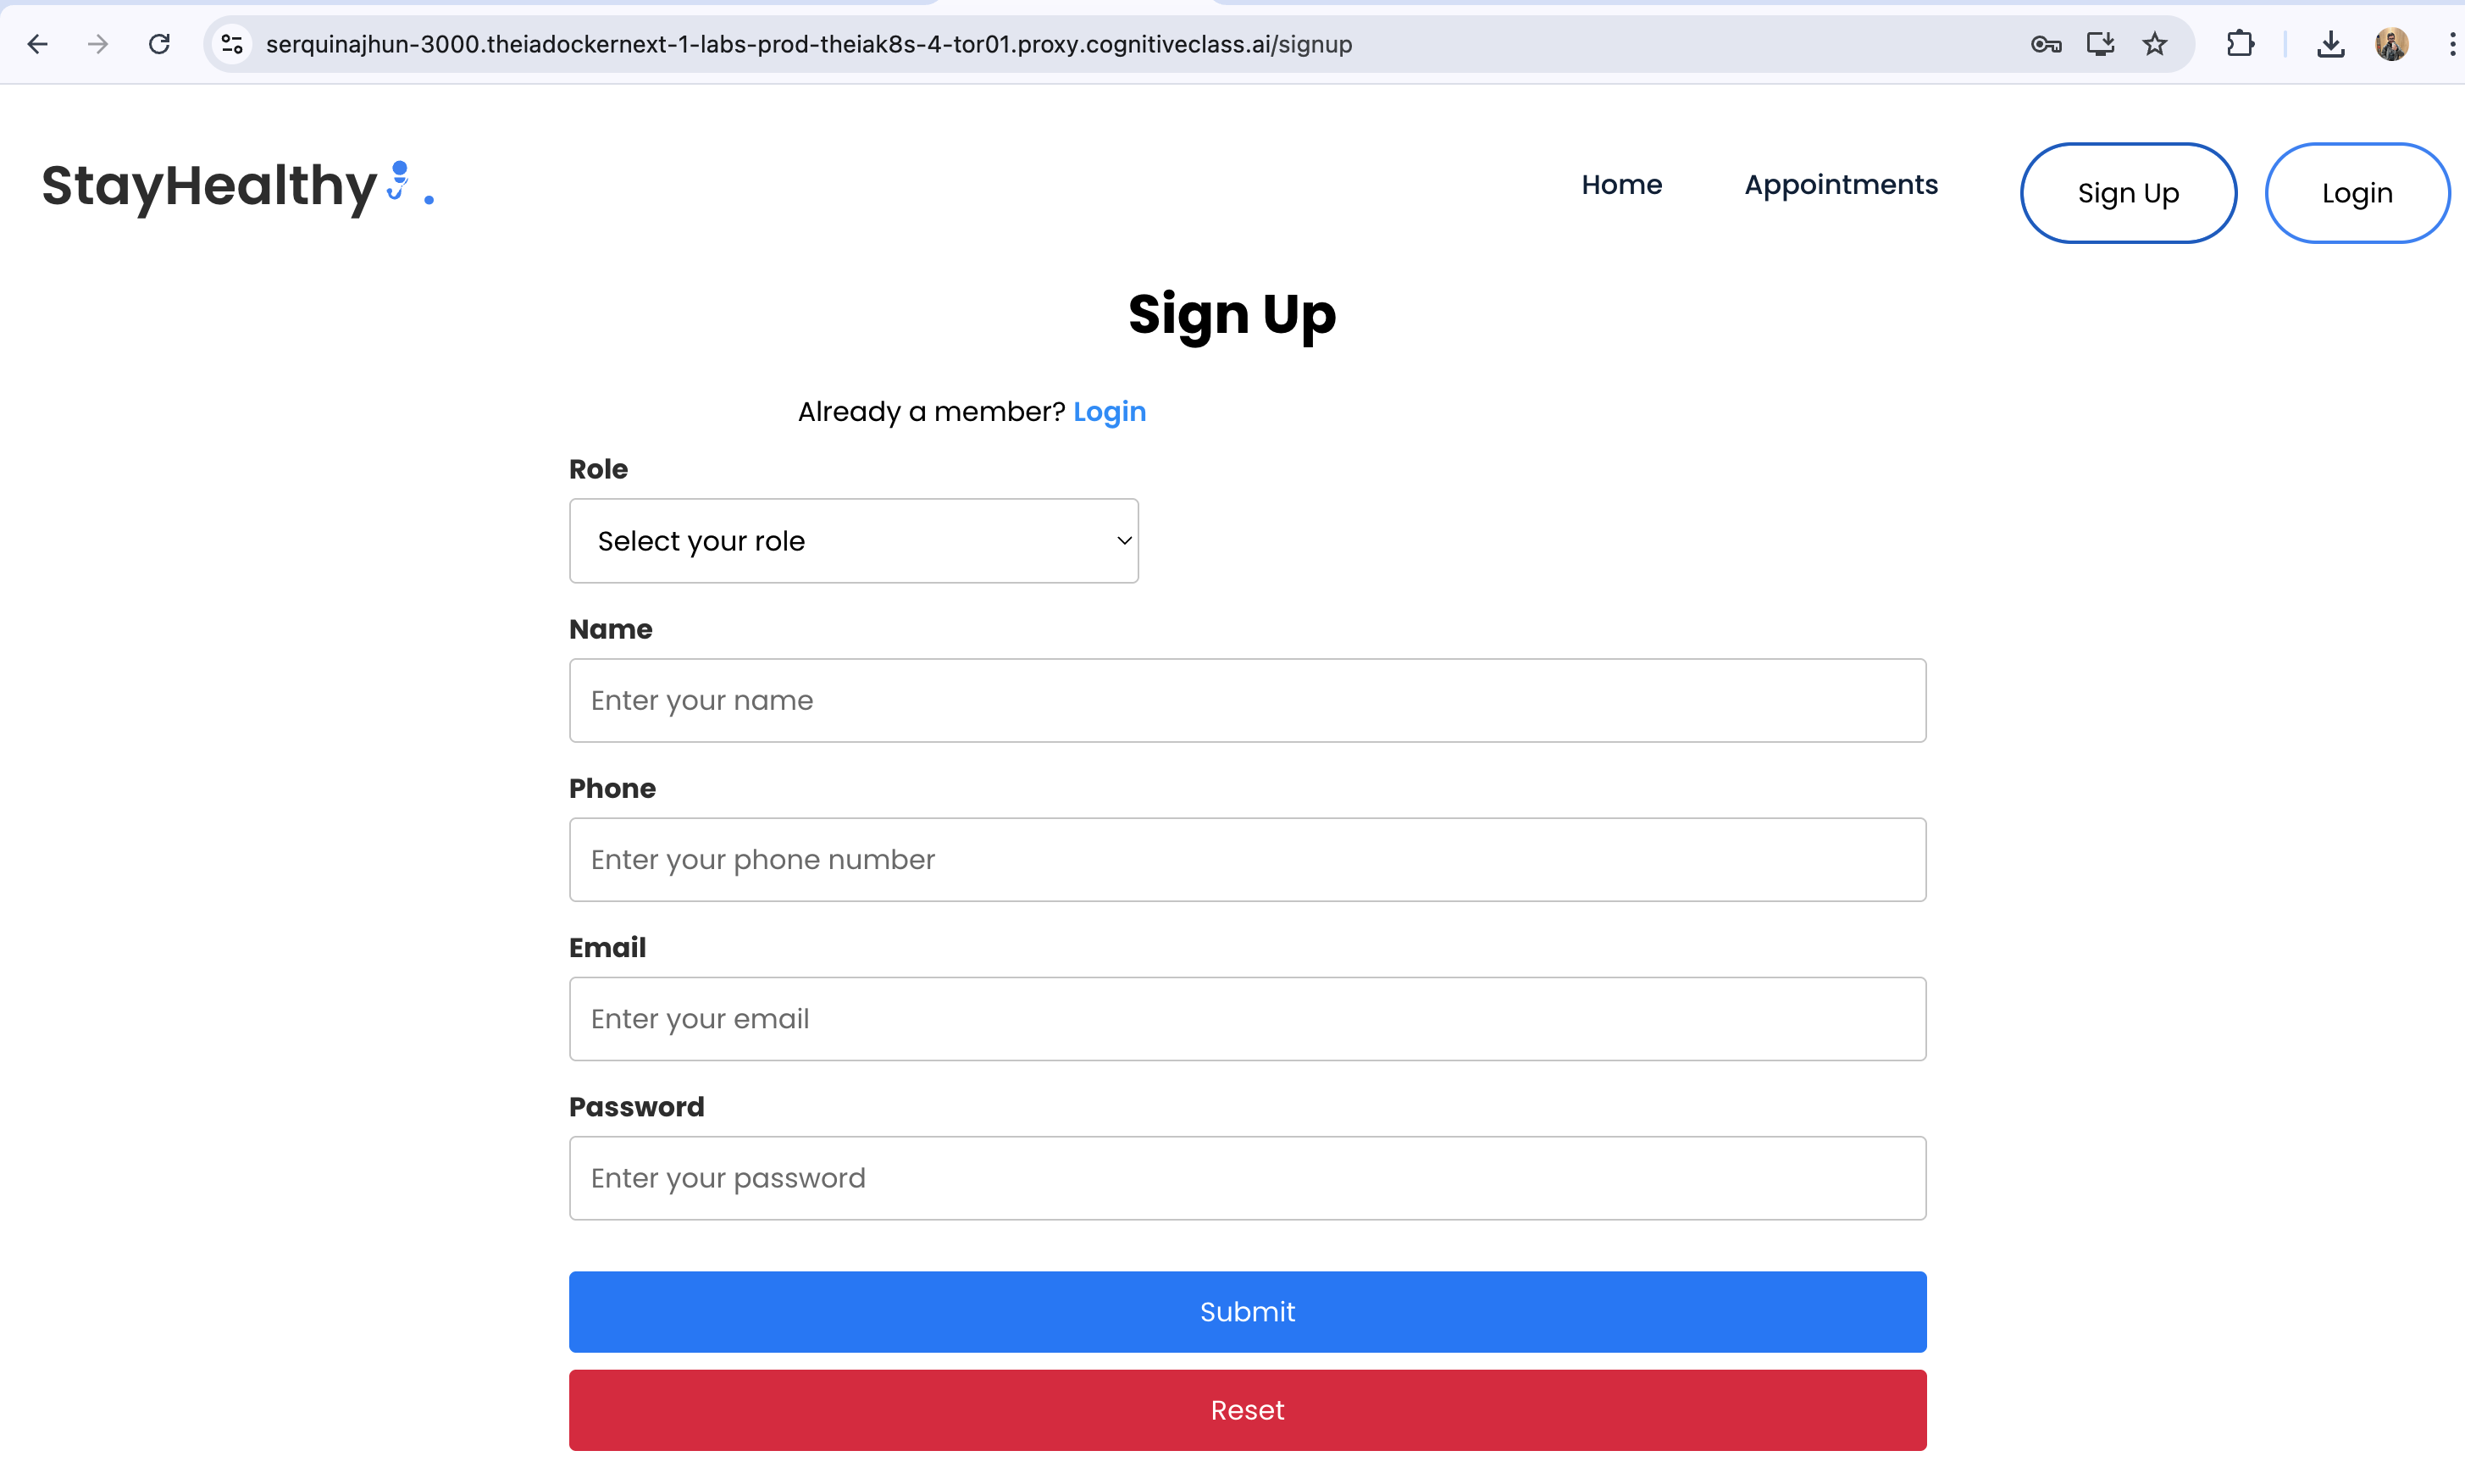 serquinajhun-3000.theiadockernext-1-labs-prod-theiak8s-4-tor01.proxy.cognitiveclass.ai/signup
StayHealthy .
Home Appointments Sign Up Login
Sign Up
Already a member? Login
Role
Select your role
Name
Enter your name
Phone
Enter your phone number
Email
Enter your email
Password
Enter your password
Submit
Reset